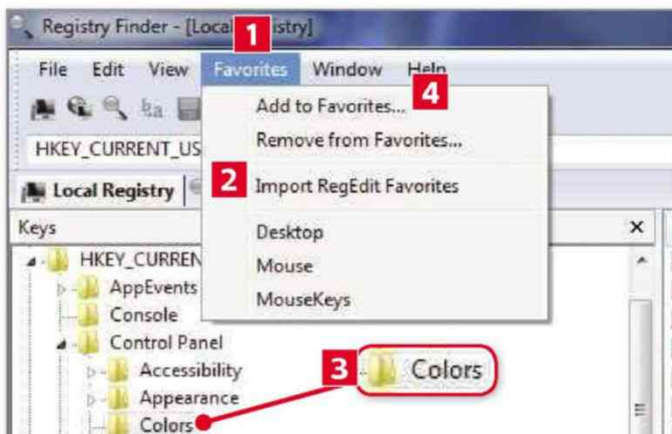 Registry Finder - [Local istry]
1
File Edit View Favorites Window Help
4
Add to Favorites...
Remove from Favorites...
HKEY_CURRENT_US
2
Import RegEdit Favorites
Local Registry
Keys
Desktop
Mouse
MouseKeys
HKEY_CURREN
AppEvents
Console
Control Panel
3
Colors
Accessibility
Appearance
Colors